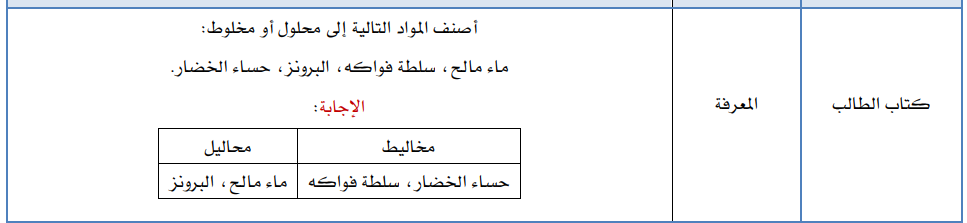 كتاب الطالب
المعرفة
أصنف المواد التالية إلى محلول أو مخلوط:
ماء مالح، سلطة فواكه، البرونز، حساء الخضار.
الإجابة:
مخاليط محاليل
حساء الخضار، سلطة فواكه ماء مالح، البرونز